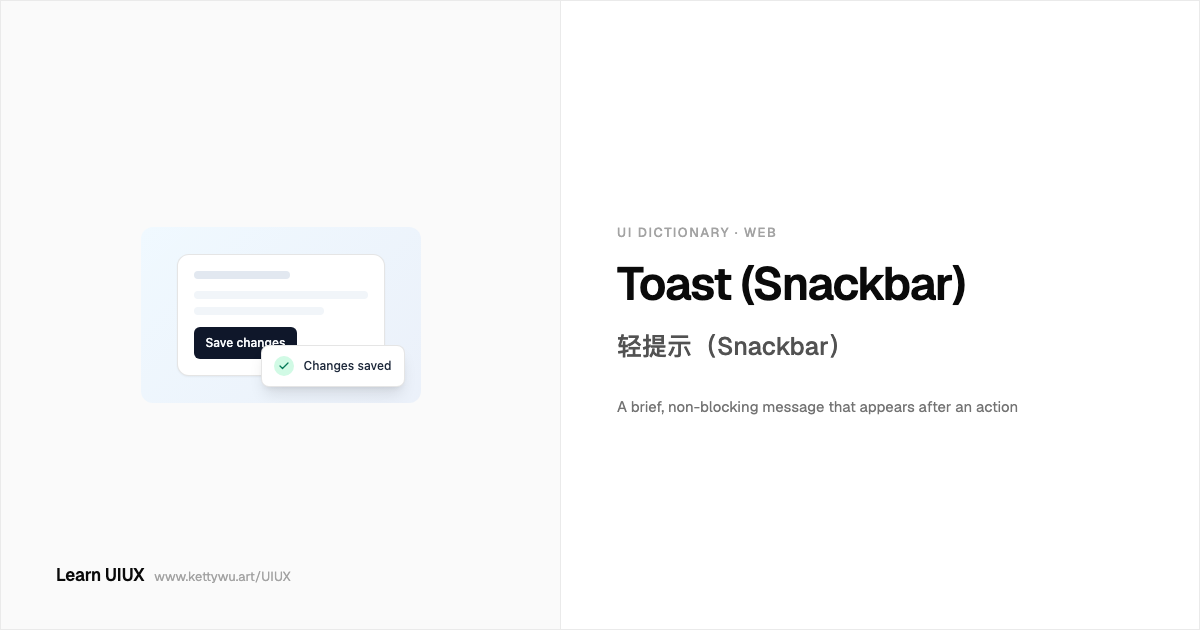 Save changes
Changes saved
Learn UIUX www.kettywu.art/UIUX
UI DICTIONARY · WEB
Toast (Snackbar)
轻提示（Snackbar）
A brief, non-blocking message that appears after an action